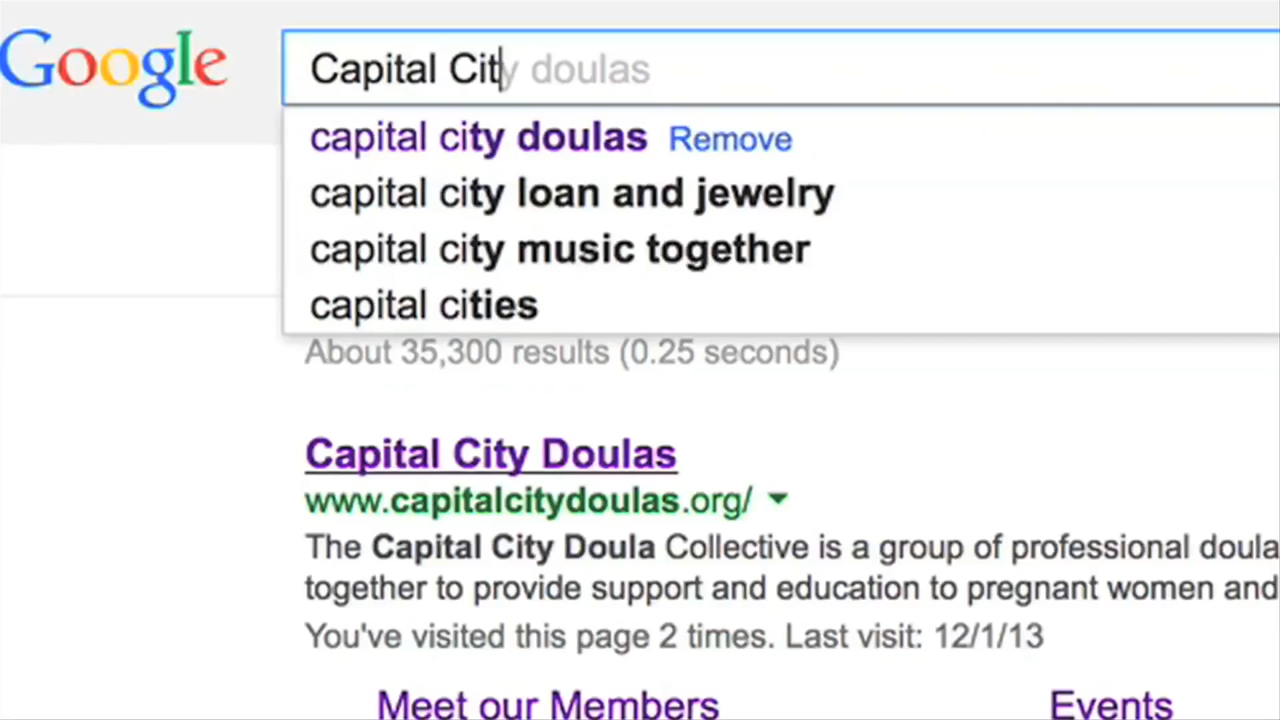 Google
Capital City doulas
capital city doulas Remove
capital city loan and jewelry
capital city music together
capital cities
About 35,300 results (0.25 seconds)
Capital City Doulas
www.capitalcitydoulas.org/
The Capital City Doula Collective is a group of professional doula
together to provide support and education to pregnant women and
You've visited this page 2 times. Last visit: 12/1/13
Meet our Members Events